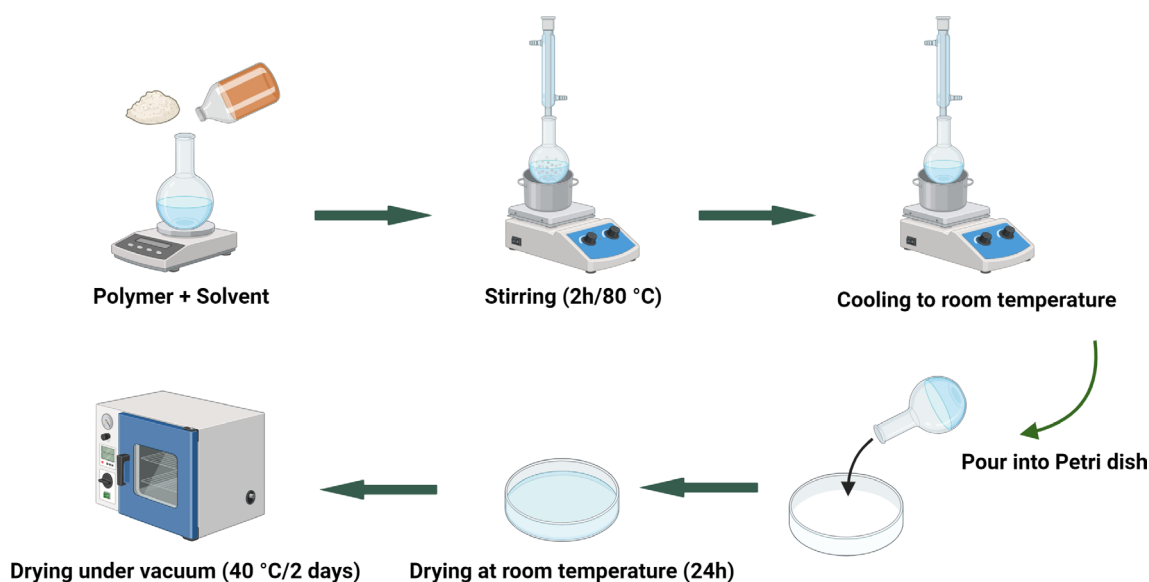 Polymer + Solvent
Stirring (2h/80 °C)
Cooling to room temperature
Pour into Petri dish
Drying at room temperature (24h)
Drying under vacuum (40 °C/2 days)